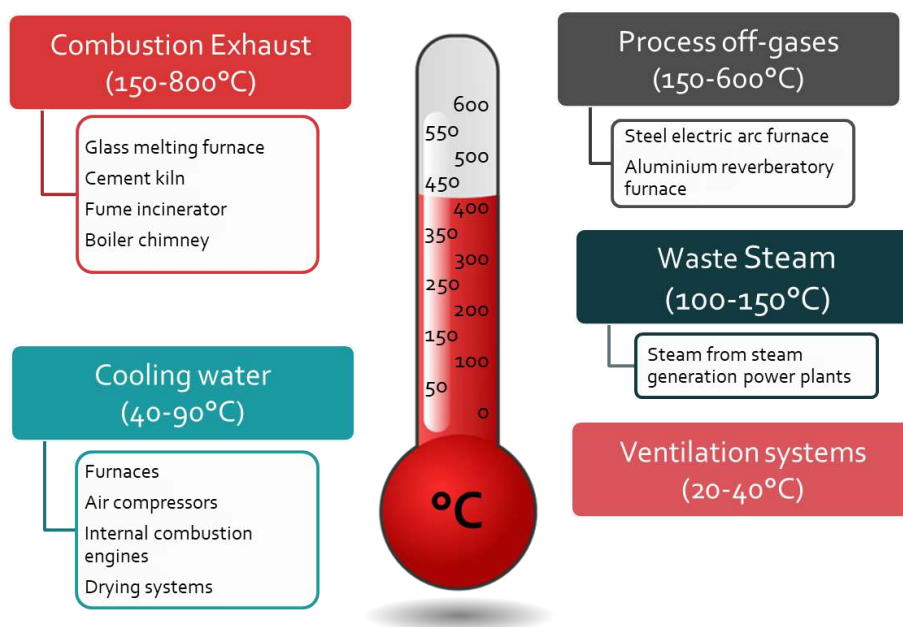 Combustion Exhaust
(150-800°C)
Glass melting furnace
Cement kiln
Fume incinerator
Boiler chimney
Cooling water
(40-90°C)
Furnaces
Air compressors
Internal combustion
engines
Drying systems
600
550
500
450
400
350
300
250
200
150
100
50
0
°C
Process off-gases
(150-600°C)
Steel electric arc furnace
Aluminium reverberatory
furnace
Waste Steam
(100-150°C)
Steam from steam
generation power plants
Ventilation systems
(20-40°C)